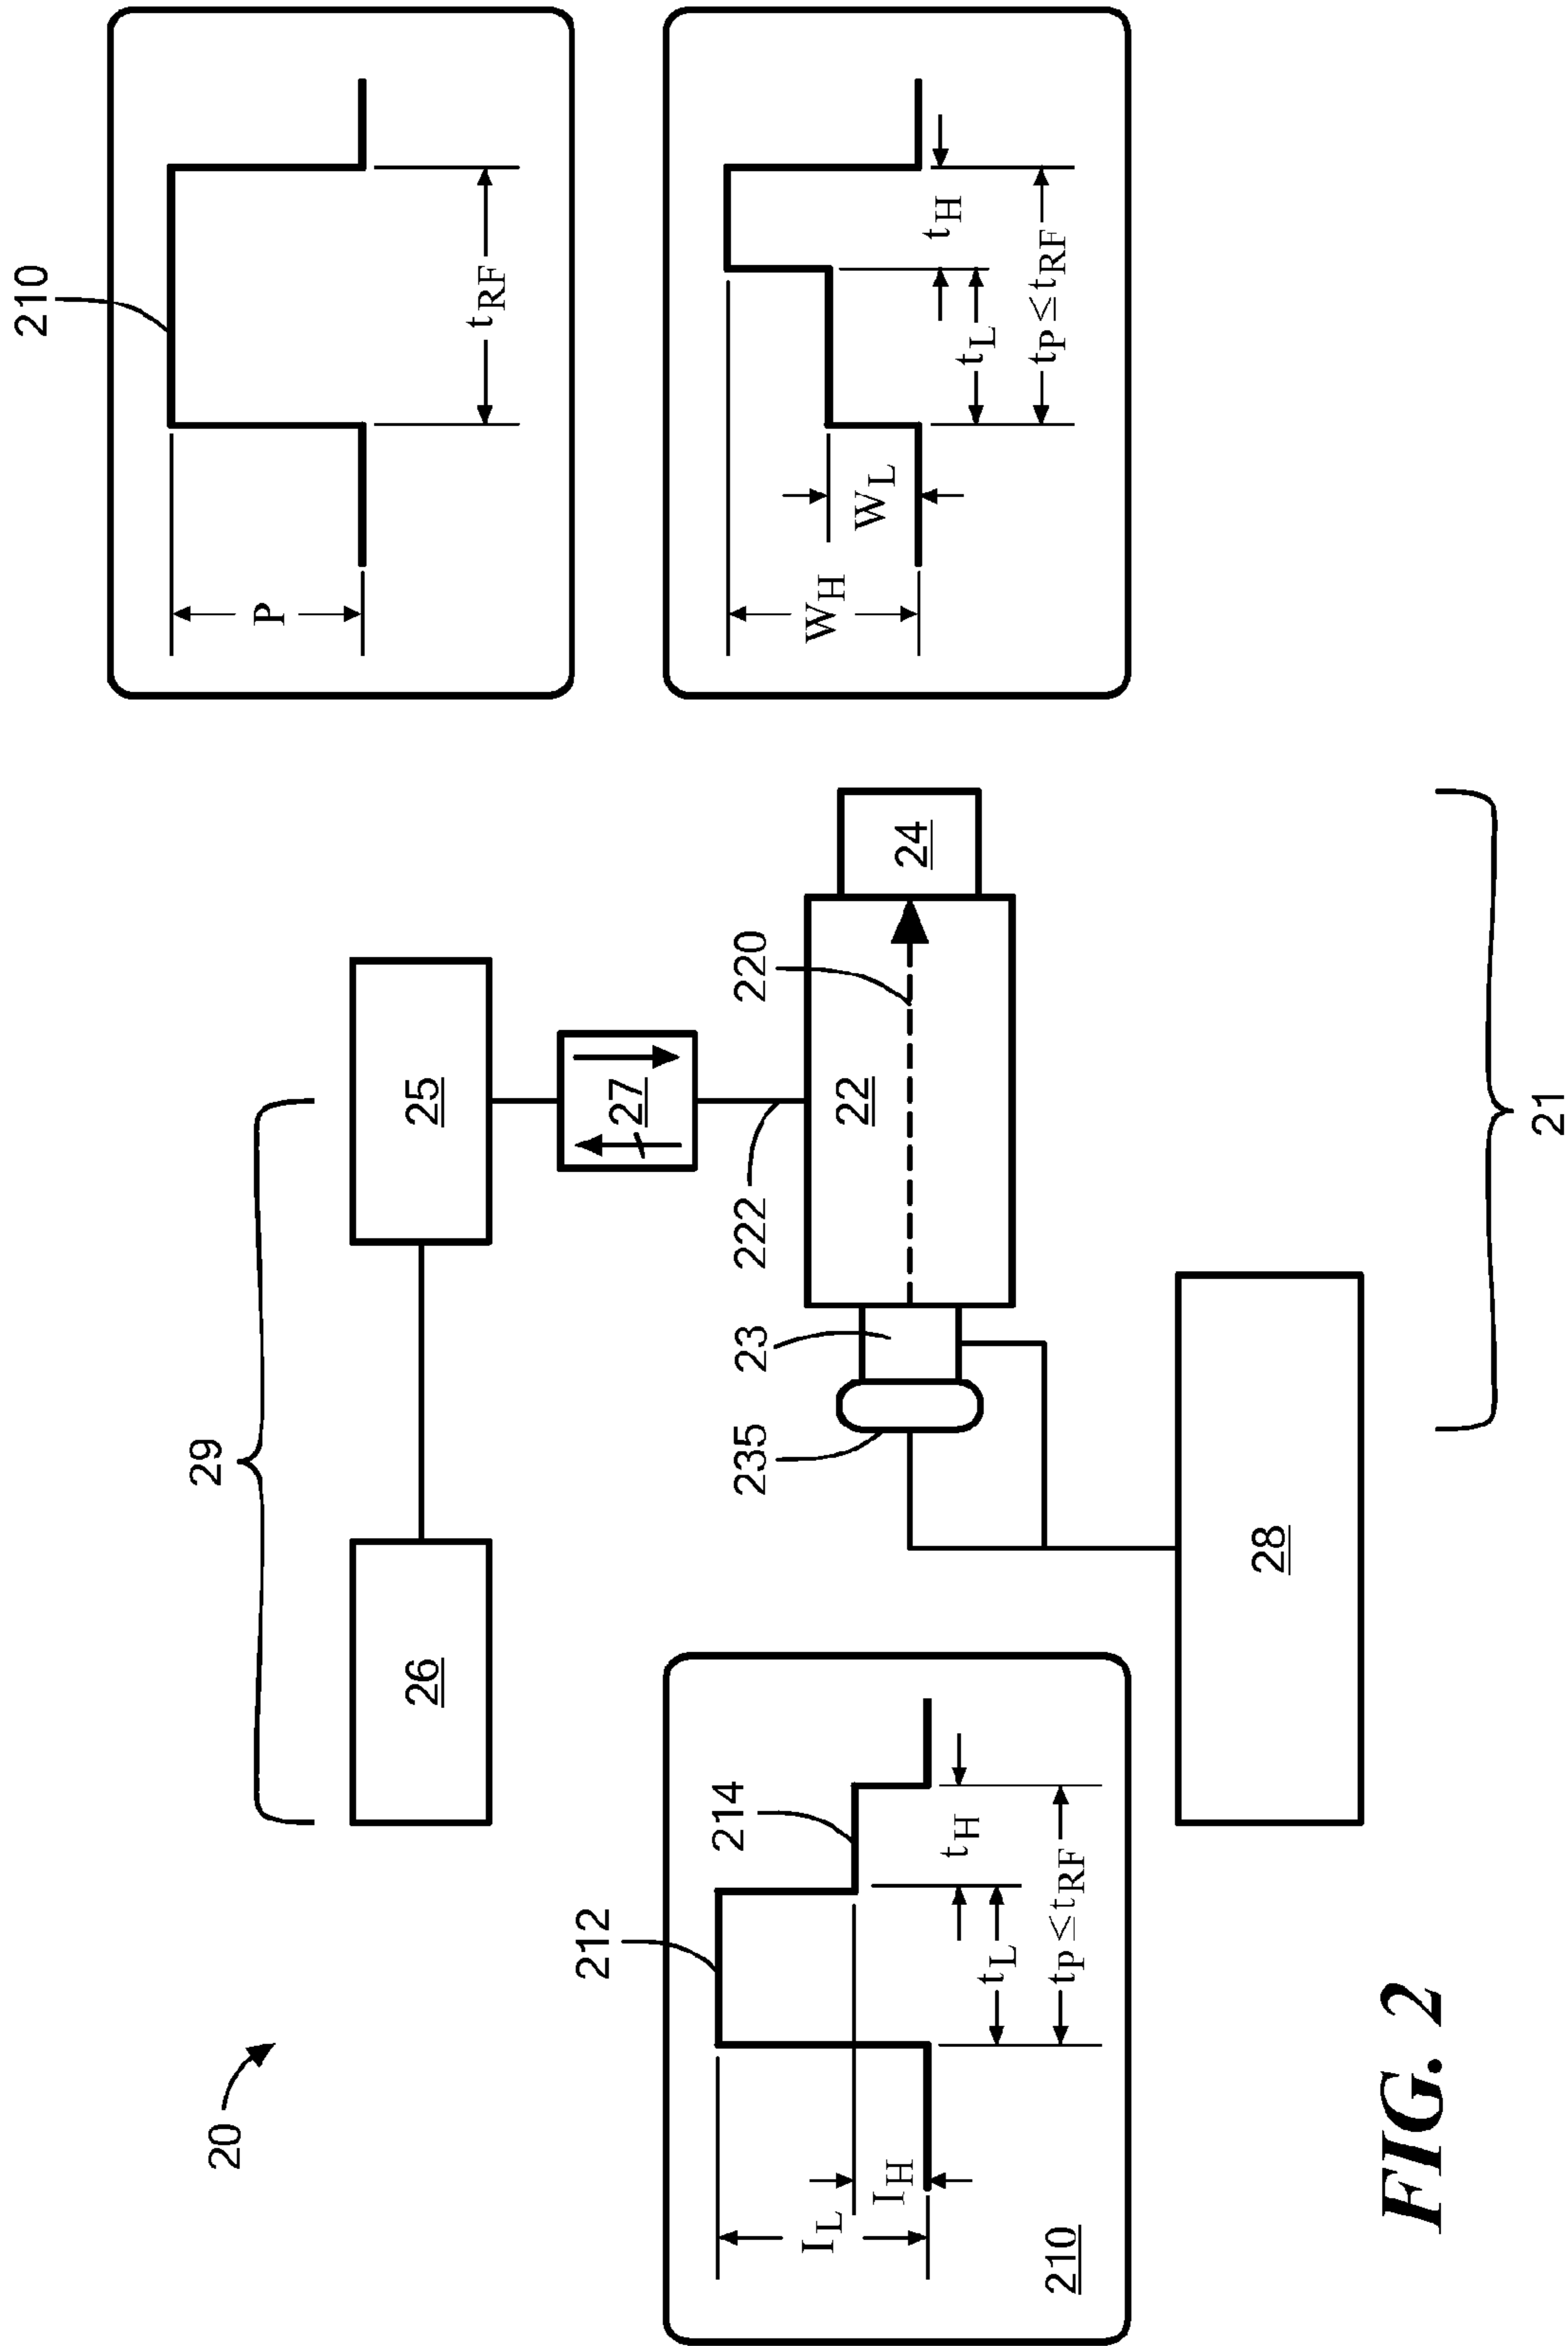 20
29
26
25
27
222
22
220
24
23
235
28
21
212
214
I_L
I_H
t_L
t_H
t_P ≤ t_RF
210
210
P
t_RF
W_H
W_L
t_L
t_H
t_P ≤ t_RF
FIG. 2